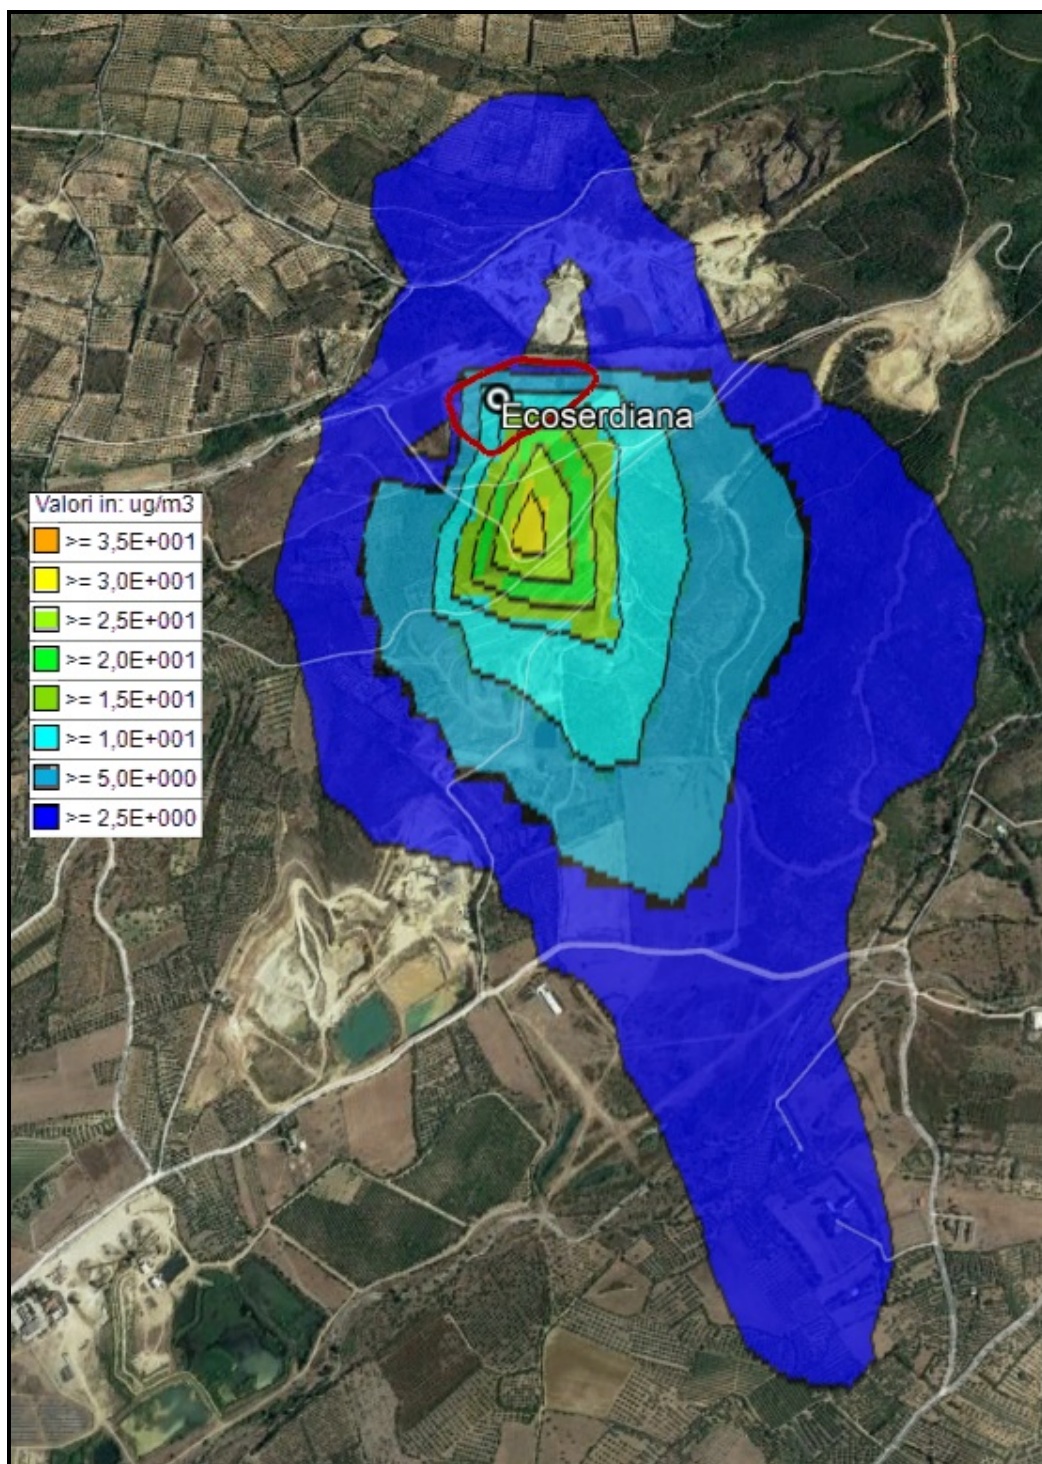 Ecoserdiana
Valori in: ug/m3
>= 3,5E+001
>= 3,0E+001
>= 2,5E+001
>= 2,0E+001
>= 1,5E+001
>= 1,0E+001
>= 5,0E+000
>= 2,5E+000